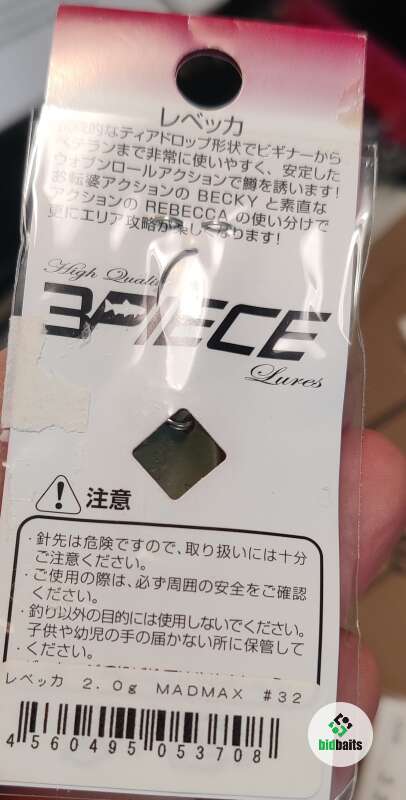 レベッカ
的なティアドロップ形状でビギナーから
ベテランまで非常に使いやすく、安定した
ウォブンロールアクションで鱒を誘います!
お転婆アクションの BECKY と素直な
アクションの REBECCA の使い分けで
更にエリア攻略が楽しくなります!
High Quality
3PIECE
Lures
注意
・針先は危険ですので、取り扱いには十分
ご注意ください。
・ご使用の際は、必ず周囲の安全をご確認
ください。
・釣り以外の目的には使用しないでください。
子供や幼児の手の届かない所に保管して
・ください。
レベッカ 2.0g MADMAX #32
4 560495 053708
bidbaits